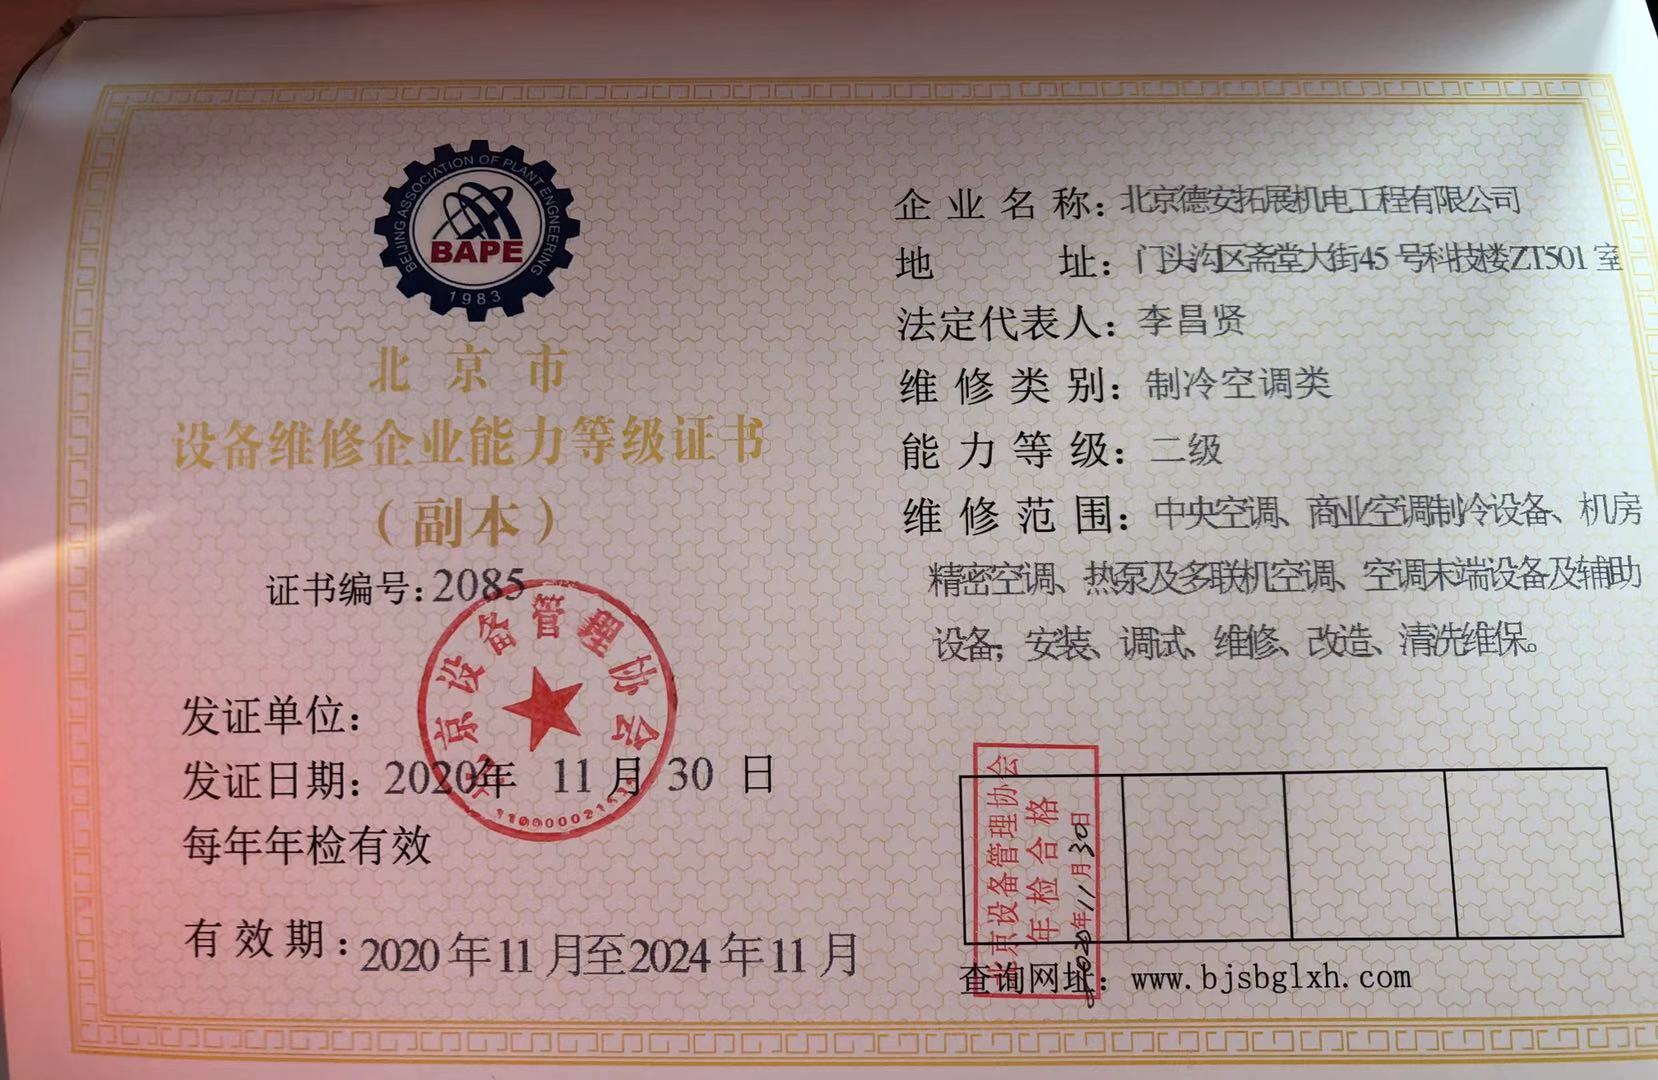 BEIJING ASSOCIATION OF PLANT ENGNEERING
BAPE
1983
北京市
设备维修企业能力等级证书
（副本）
证书编号：2085
发证单位：
北京设备管理协会
发证日期：2020年 11 月 30 日
每年年检有效
有效期：2020年11月至2024年11月
企业名称：北京德安拓展机电工程有限公司
地址：门头沟区斋堂大街45号科技楼ZT501室
法定代表人：李昌贤
维修类别：制冷空调类
能力等级：二级
维修范围：中央空调、商业空调制冷设备、机房
精密空调、热泵及多联机空调、空调末端设备及辅助
设备；安装、调试、维修、改造、清洗维保。
北京设备管理协会
年检合格
2020年11月30日
查询网址：www.bjsbglxh.com